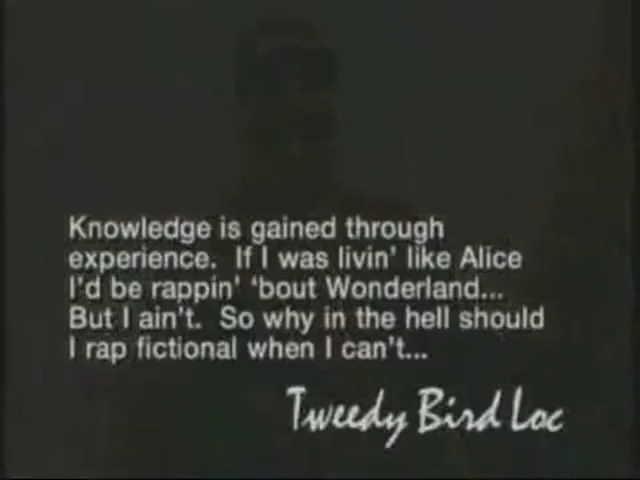 Knowledge is gained through
experience.  If I was livin' like Alice
I'd be rappin' 'bout Wonderland...
But I ain't.  So why in the hell should
I rap fictional when I can't...
Tweedy Bird Loc